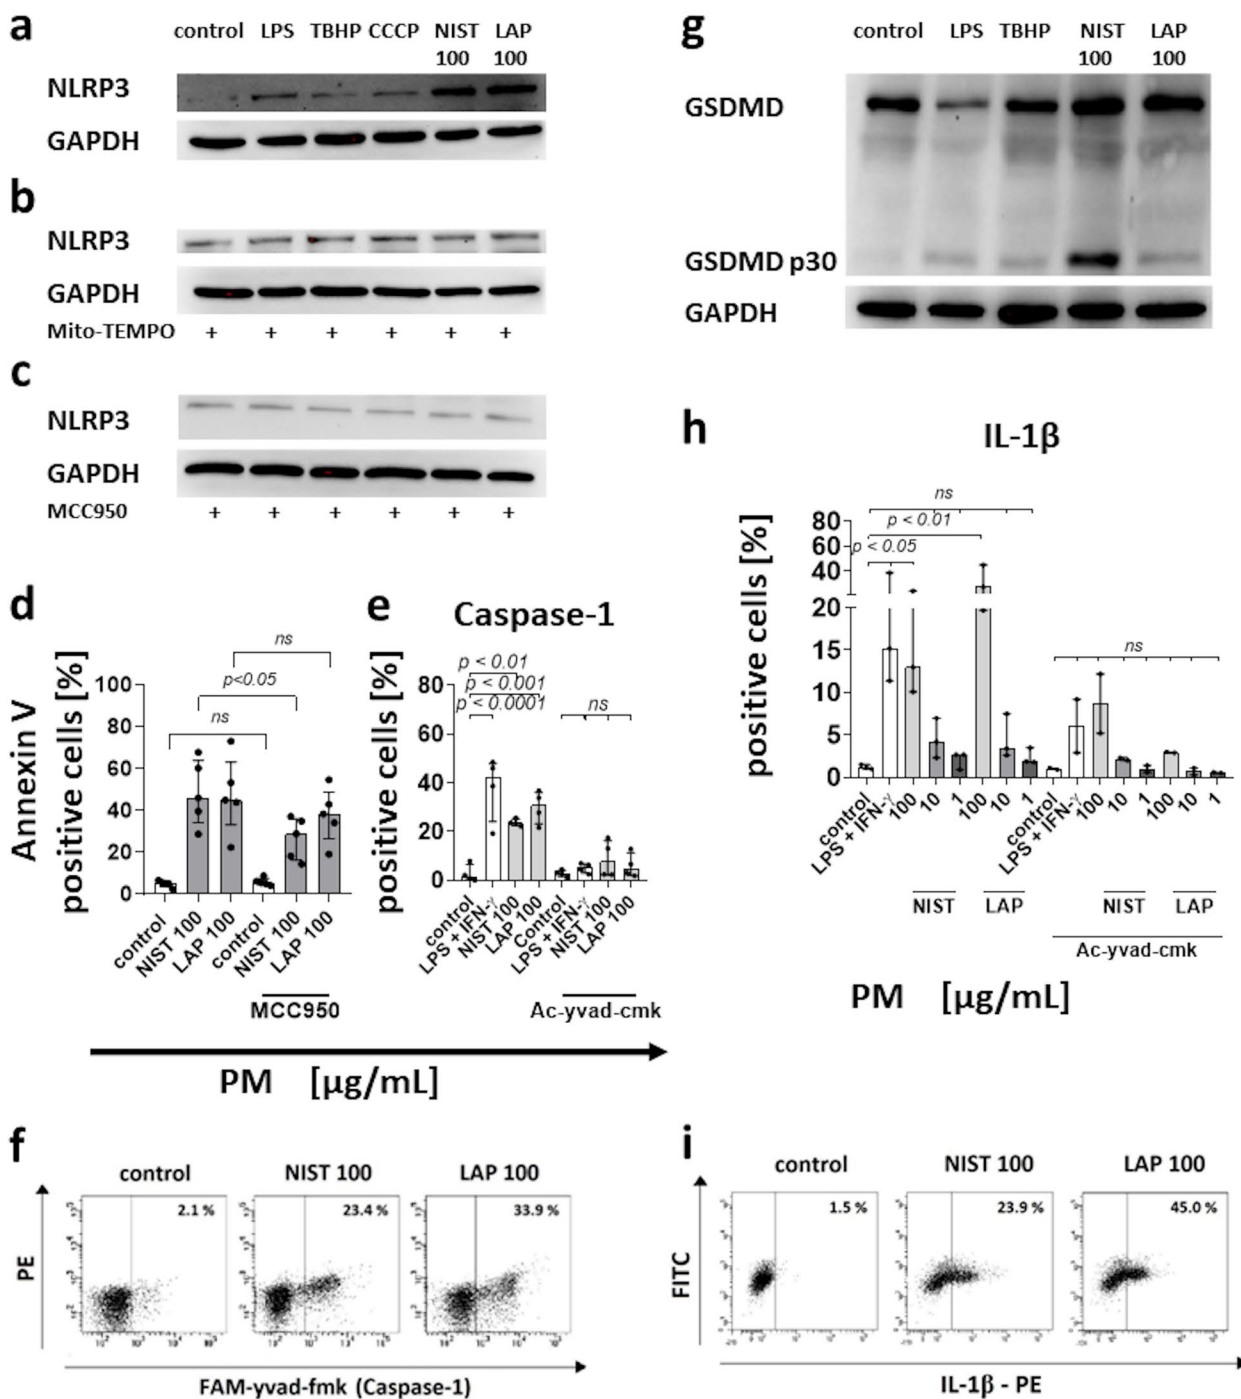 a
control LPS TBHP CCCP NIST 100 LAP 100
NLRP3
GAPDH
b
NLRP3
GAPDH
Mito-TEMPO + + + + + +
c
NLRP3
GAPDH
MCC950 + + + + + +
g
control LPS TBHP NIST 100 LAP 100
GSDMD
GSDMD p30
GAPDH
d
Annexin V
positive cells [%]
100
80
60
40
20
0
ns
p<0.05
ns
control
NIST 100
LAP 100
control
NIST 100
LAP 100
MCC950
e
Caspase-1
positive cells [%]
80
60
40
20
0
p < 0.01
p < 0.001
p < 0.0001
ns
control
LPS + IFN-γ
NIST 100
LAP 100
Control
LPS + IFN-γ
NIST 100
LAP 100
Ac-yvad-cmk
PM [µg/mL]
h
IL-1β
positive cells [%]
80
60
40
20
15
10
5
0
ns
p < 0.01
p < 0.05
ns
control
LPS + IFN-γ
100
10
1
100
10
1
control
LPS + IFN-γ
100
10
1
100
10
1
NIST LAP NIST LAP
Ac-yvad-cmk
PM [µg/mL]
f
control NIST 100 LAP 100
2.1 % 23.4 % 33.9 %
PE
FAM-yvad-fmk (Caspase-1)
i
control NIST 100 LAP 100
1.5 % 23.9 % 45.0 %
FITC
IL-1β - PE